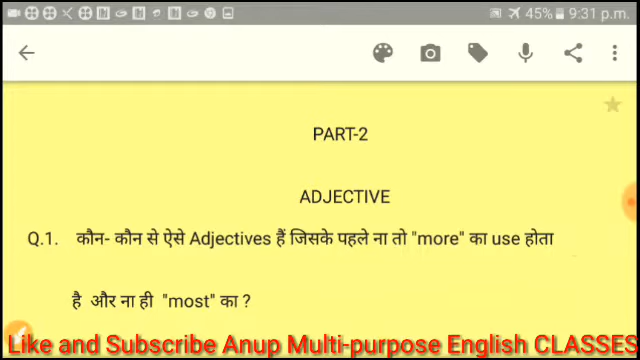 45% 9:31 p.m.
PART-2
ADJECTIVE
Q.1. कौन- कौन से ऐसे Adjectives हैं जिसके पहले ना तो "more" का use होता
है और ना ही "most" का ?
Like and Subscribe Anup Multi-purpose English CLASSES